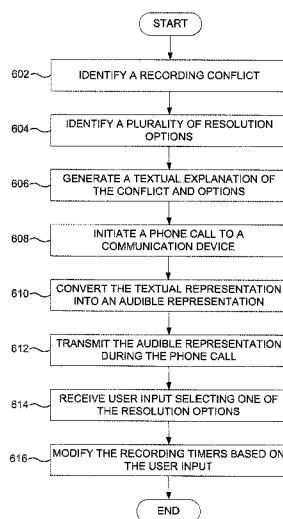 START
602
IDENTIFY A RECORDING CONFLICT
604
IDENTIFY A PLURALITY OF RESOLUTION
OPTIONS
606
GENERATE A TEXTUAL EXPLANATION
OF THE CONFLICT AND OPTIONS
608
INITIATE A PHONE CALL TO A
COMMUNICATION DEVICE
610
CONVERT THE TEXTUAL REPRESENTATION
INTO AN AUDIBLE REPRESENTATION
612
TRANSMIT THE AUDIBLE REPRESENTATION
DURING THE PHONE CALL
614
RECEIVE USER INPUT SELECTING ONE OF
THE RESOLUTION OPTIONS
616
MODIFY THE RECORDING TIMERS BASED ON
THE USER INPUT
END